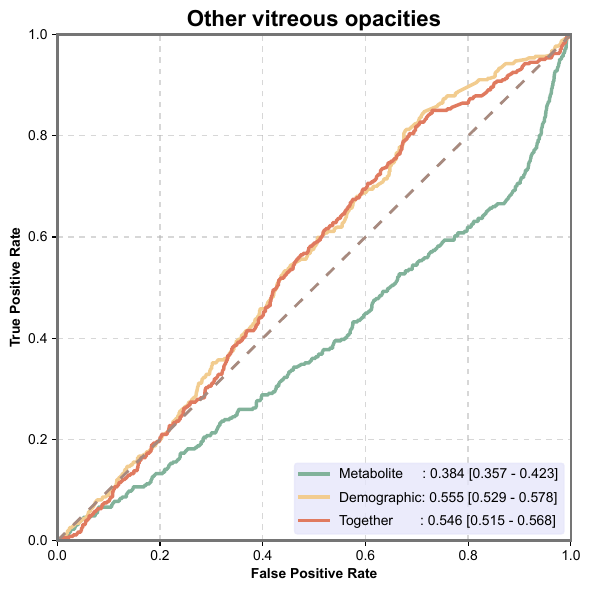 Other vitreous opacities
True Positive Rate
1.0
0.8
0.6
0.4
0.2
0.0
Metabolite : 0.384 [0.357 - 0.423]
Demographic: 0.555 [0.529 - 0.578]
Together : 0.546 [0.515 - 0.568]
0.0 0.2 0.4 0.6 0.8 1.0
False Positive Rate